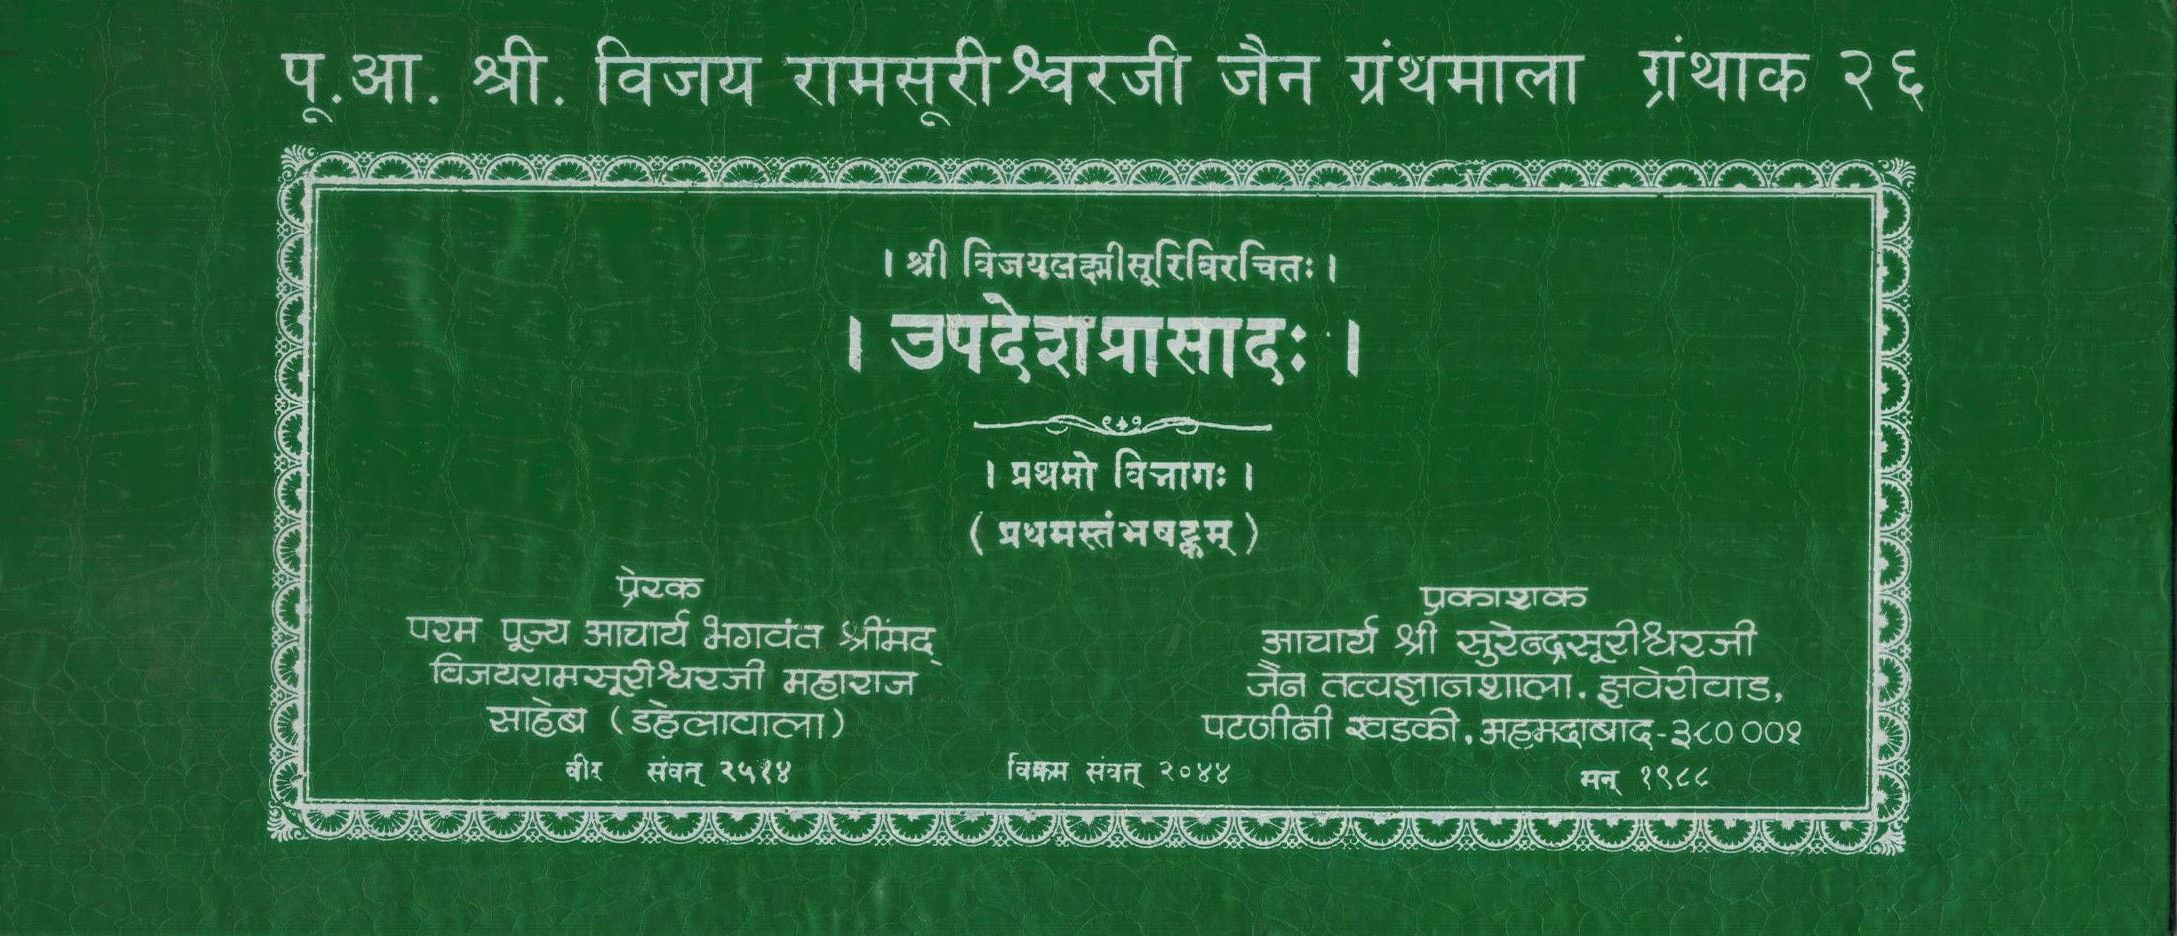 पू.आ. श्री. विजय रामसूरीश्वरजी जैन ग्रंथमाला ग्रंथाक २६
। श्री विजयलक्ष्मीसूरिविरचितः ।
। उपदेशप्रासादः ।
। प्रथमो विभागः ।
( प्रथमस्तंभषट्कम् )
प्रेरक
परम पूज्य आचार्य भगवंत श्रीमद्
विजयरामसूरीश्वरजी महाराज
साहेब (डहेलावाला)
प्रकाशक
आचार्य श्री सुरेन्द्रसूरीश्वरजी
जैन तत्वज्ञानशाला. झवेरीवाड,
पटणीनी खडकी, अहमदाबाद-३८०००१
वीर संवत् २५१४ विक्रम संवत् २०४४ सन् १९८८